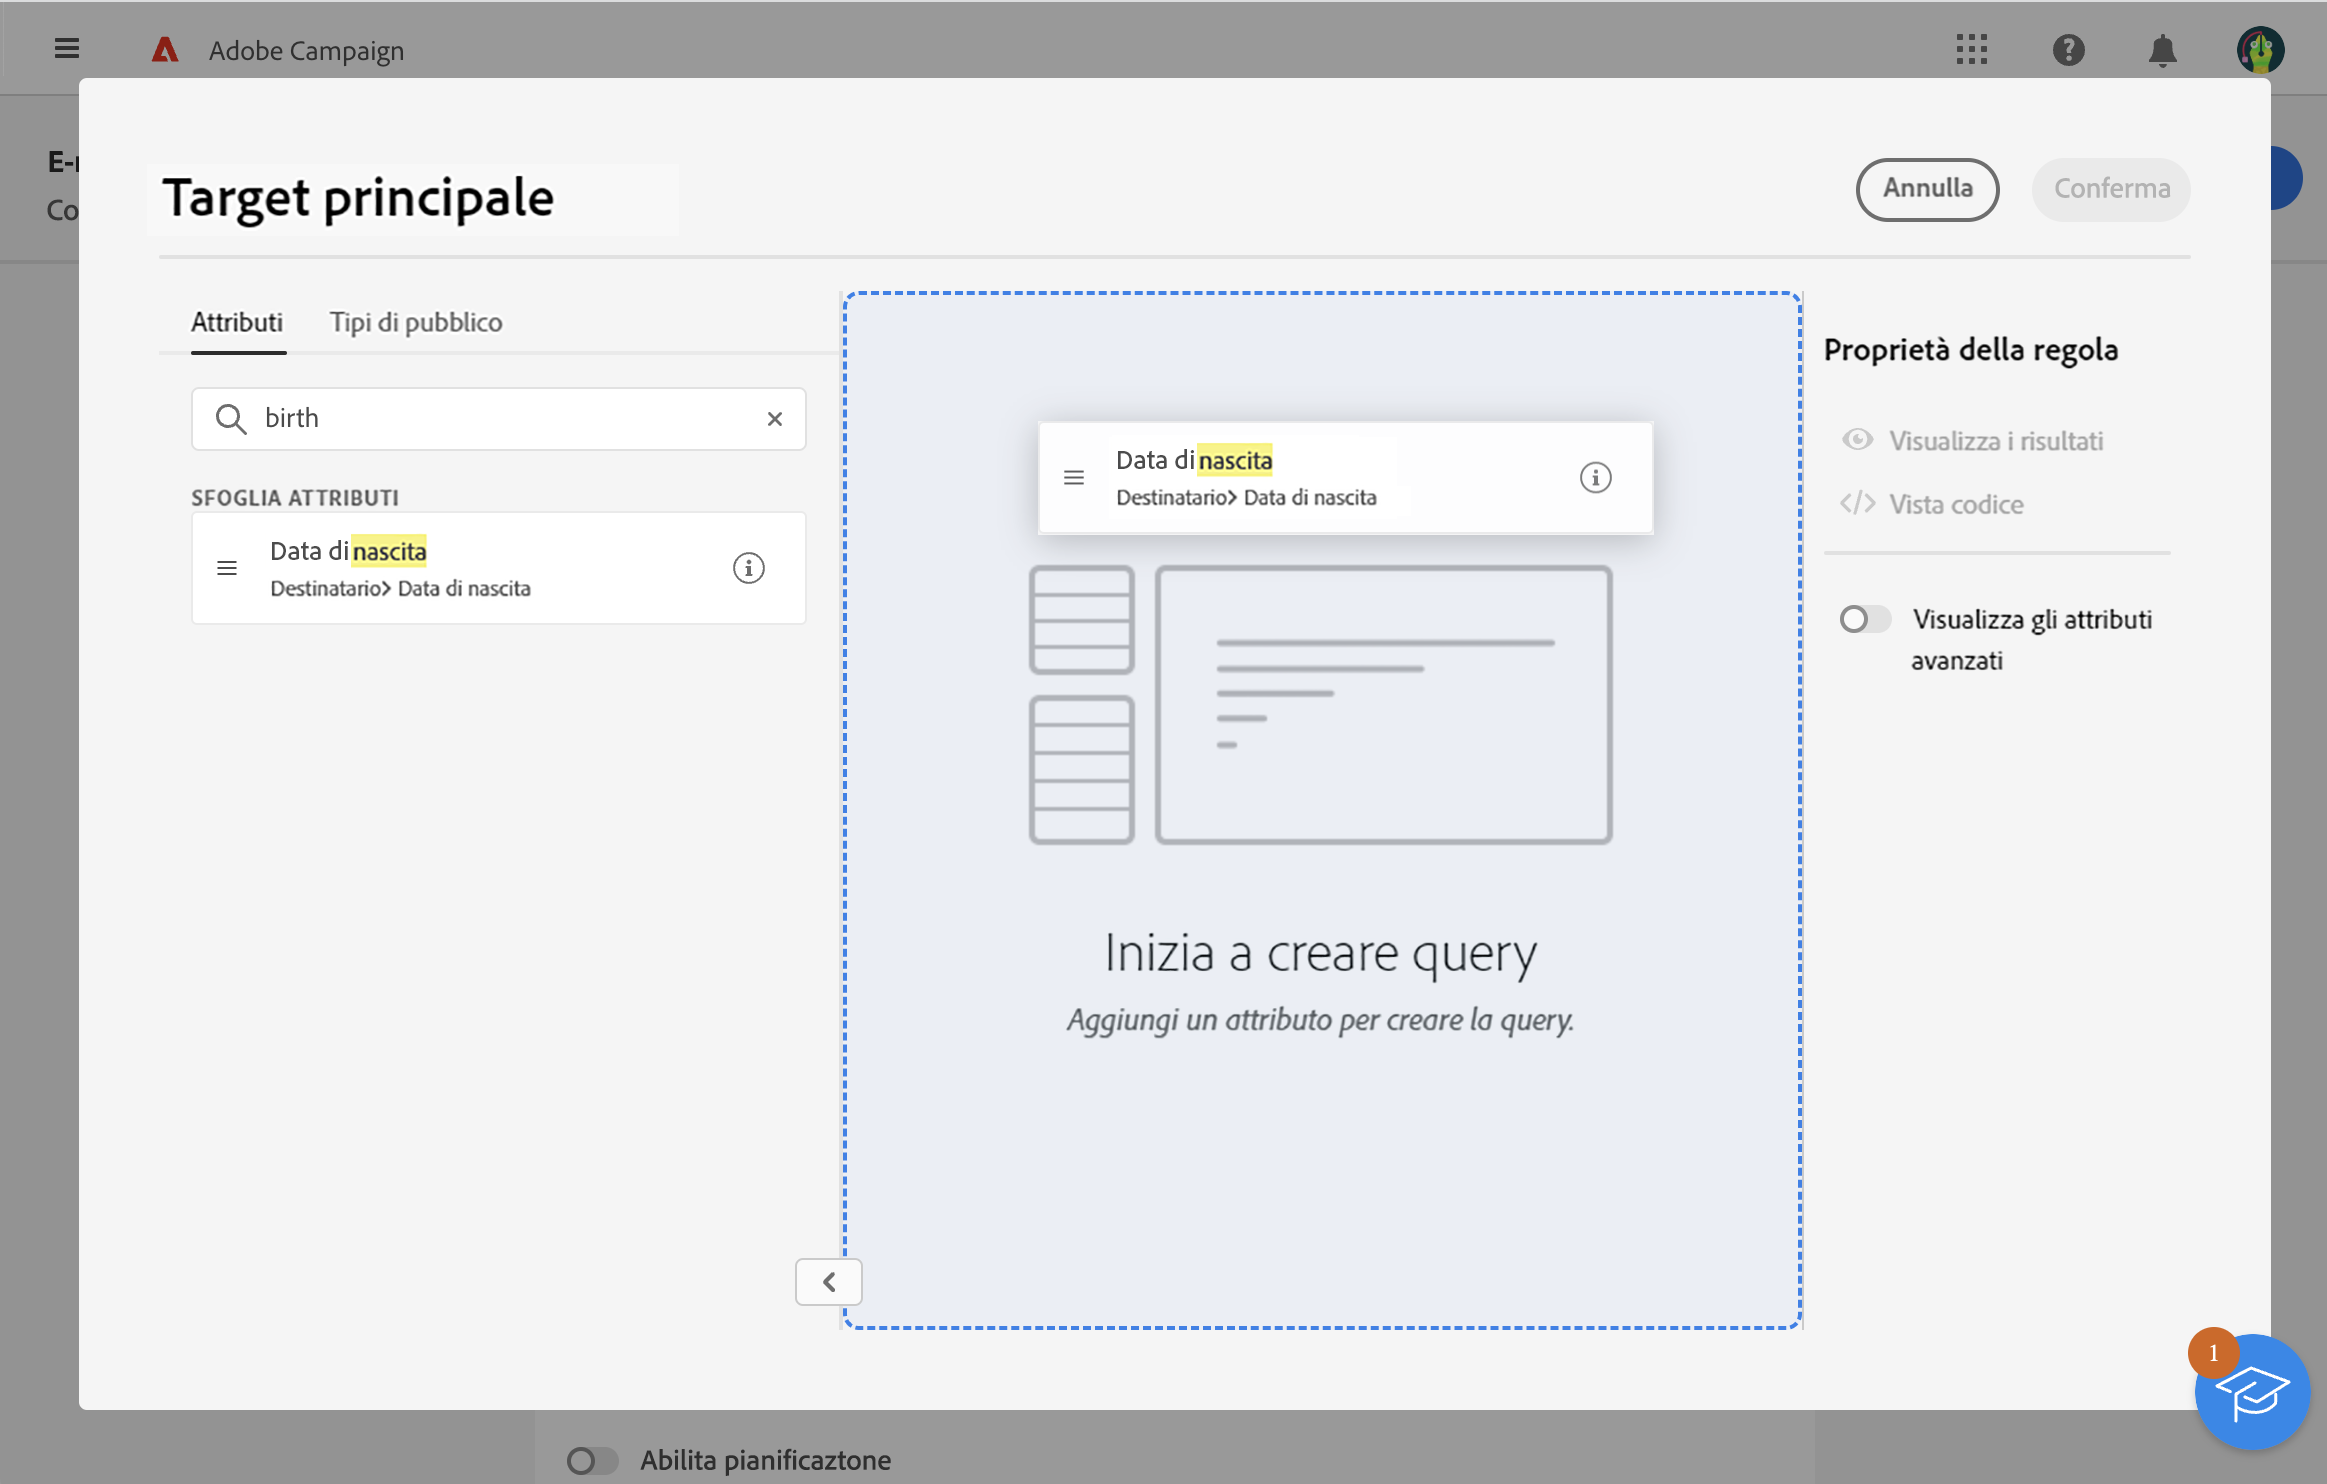 Adobe Campaign
E-
Co
Target principale
Annulla
Conferma
Attributi
Tipi di pubblico
birth
SFOGLIA ATTRIBUTI
Data di nascita
Destinatario> Data di nascita
Data di nascita
Destinatario> Data di nascita
Inizia a creare query
Aggiungi un attributo per creare la query.
Proprietà della regola
Visualizza i risultati
</> Vista codice
Visualizza gli attributi
avanzati
1
Abilita pianificaztone